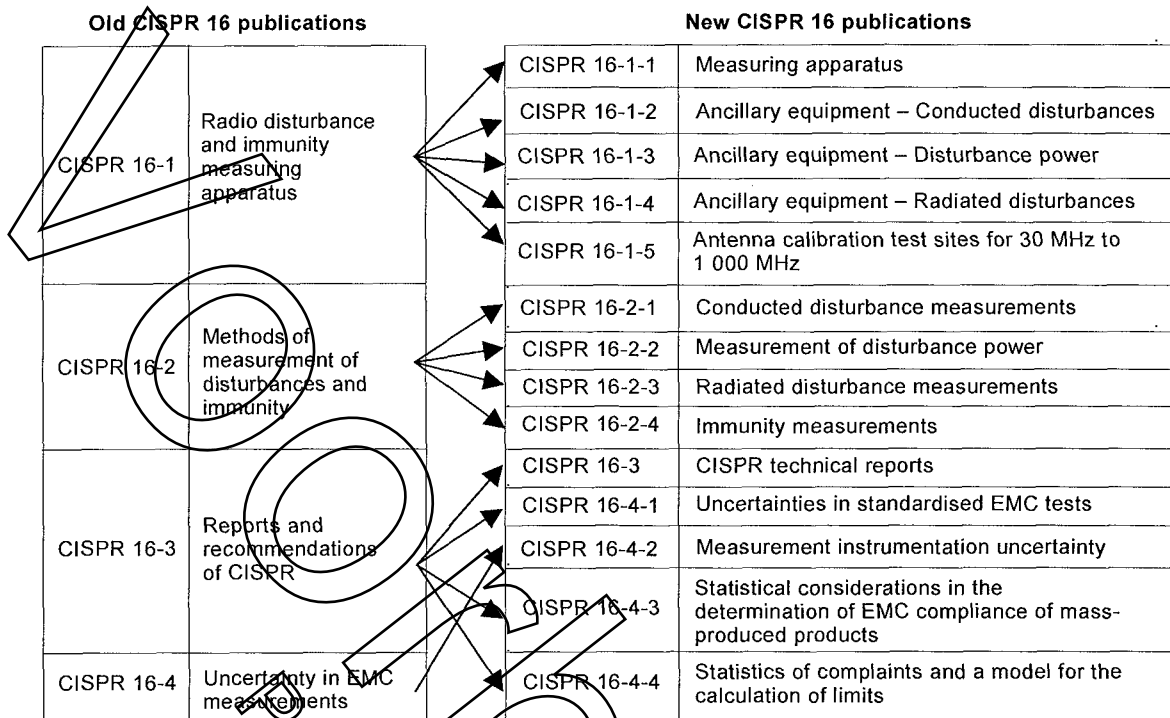 Old CISPR 16 publications
New CISPR 16 publications
CISPR 16-1
Radio disturbance
and immunity
measuring
apparatus
CISPR 16-2
Methods of
measurement of
disturbances and
immunity
CISPR 16-3
Reports and
recommendations
of CISPR
CISPR 16-4
Uncertainty in EMC
measurements
CISPR 16-1-1 Measuring apparatus
CISPR 16-1-2 Ancillary equipment – Conducted disturbances
CISPR 16-1-3 Ancillary equipment – Disturbance power
CISPR 16-1-4 Ancillary equipment – Radiated disturbances
CISPR 16-1-5 Antenna calibration test sites for 30 MHz to
1 000 MHz
CISPR 16-2-1 Conducted disturbance measurements
CISPR 16-2-2 Measurement of disturbance power
CISPR 16-2-3 Radiated disturbance measurements
CISPR 16-2-4 Immunity measurements
CISPR 16-3 CISPR technical reports
CISPR 16-4-1 Uncertainties in standardised EMC tests
CISPR 16-4-2 Measurement instrumentation uncertainty
CISPR 16-4-3 Statistical considerations in the
determination of EMC compliance of mass-
produced products
CISPR 16-4-4 Statistics of complaints and a model for the
calculation of limits